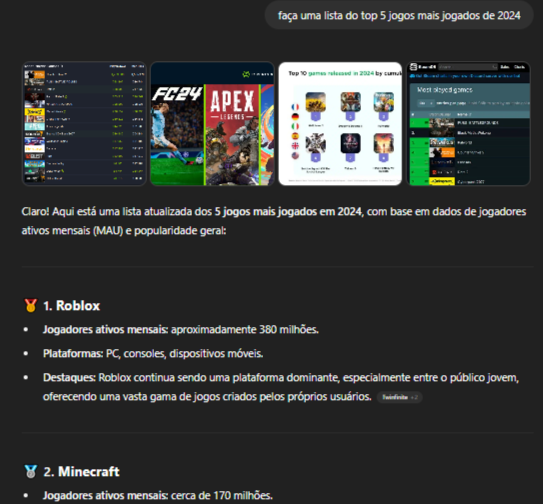 faça uma lista do top 5 jogos mais jogados de 2024
FC24
APEX
LEGENDS
Top 10 games released in 2024 by cumul
Most played games
Claro! Aqui está uma lista atualizada dos 5 jogos mais jogados em 2024, com base em dados de jogadores
ativos mensais (MAU) e popularidade geral:
1. Roblox
Jogadores ativos mensais: aproximadamente 380 milhões.
Plataformas: PC, consoles, dispositivos móveis.
Destaques: Roblox continua sendo uma plataforma dominante, especialmente entre o público jovem,
oferecendo uma vasta gama de jogos criados pelos próprios usuários. Twinfinite +2
2. Minecraft
Jogadores ativos mensais: cerca de 170 milhões.